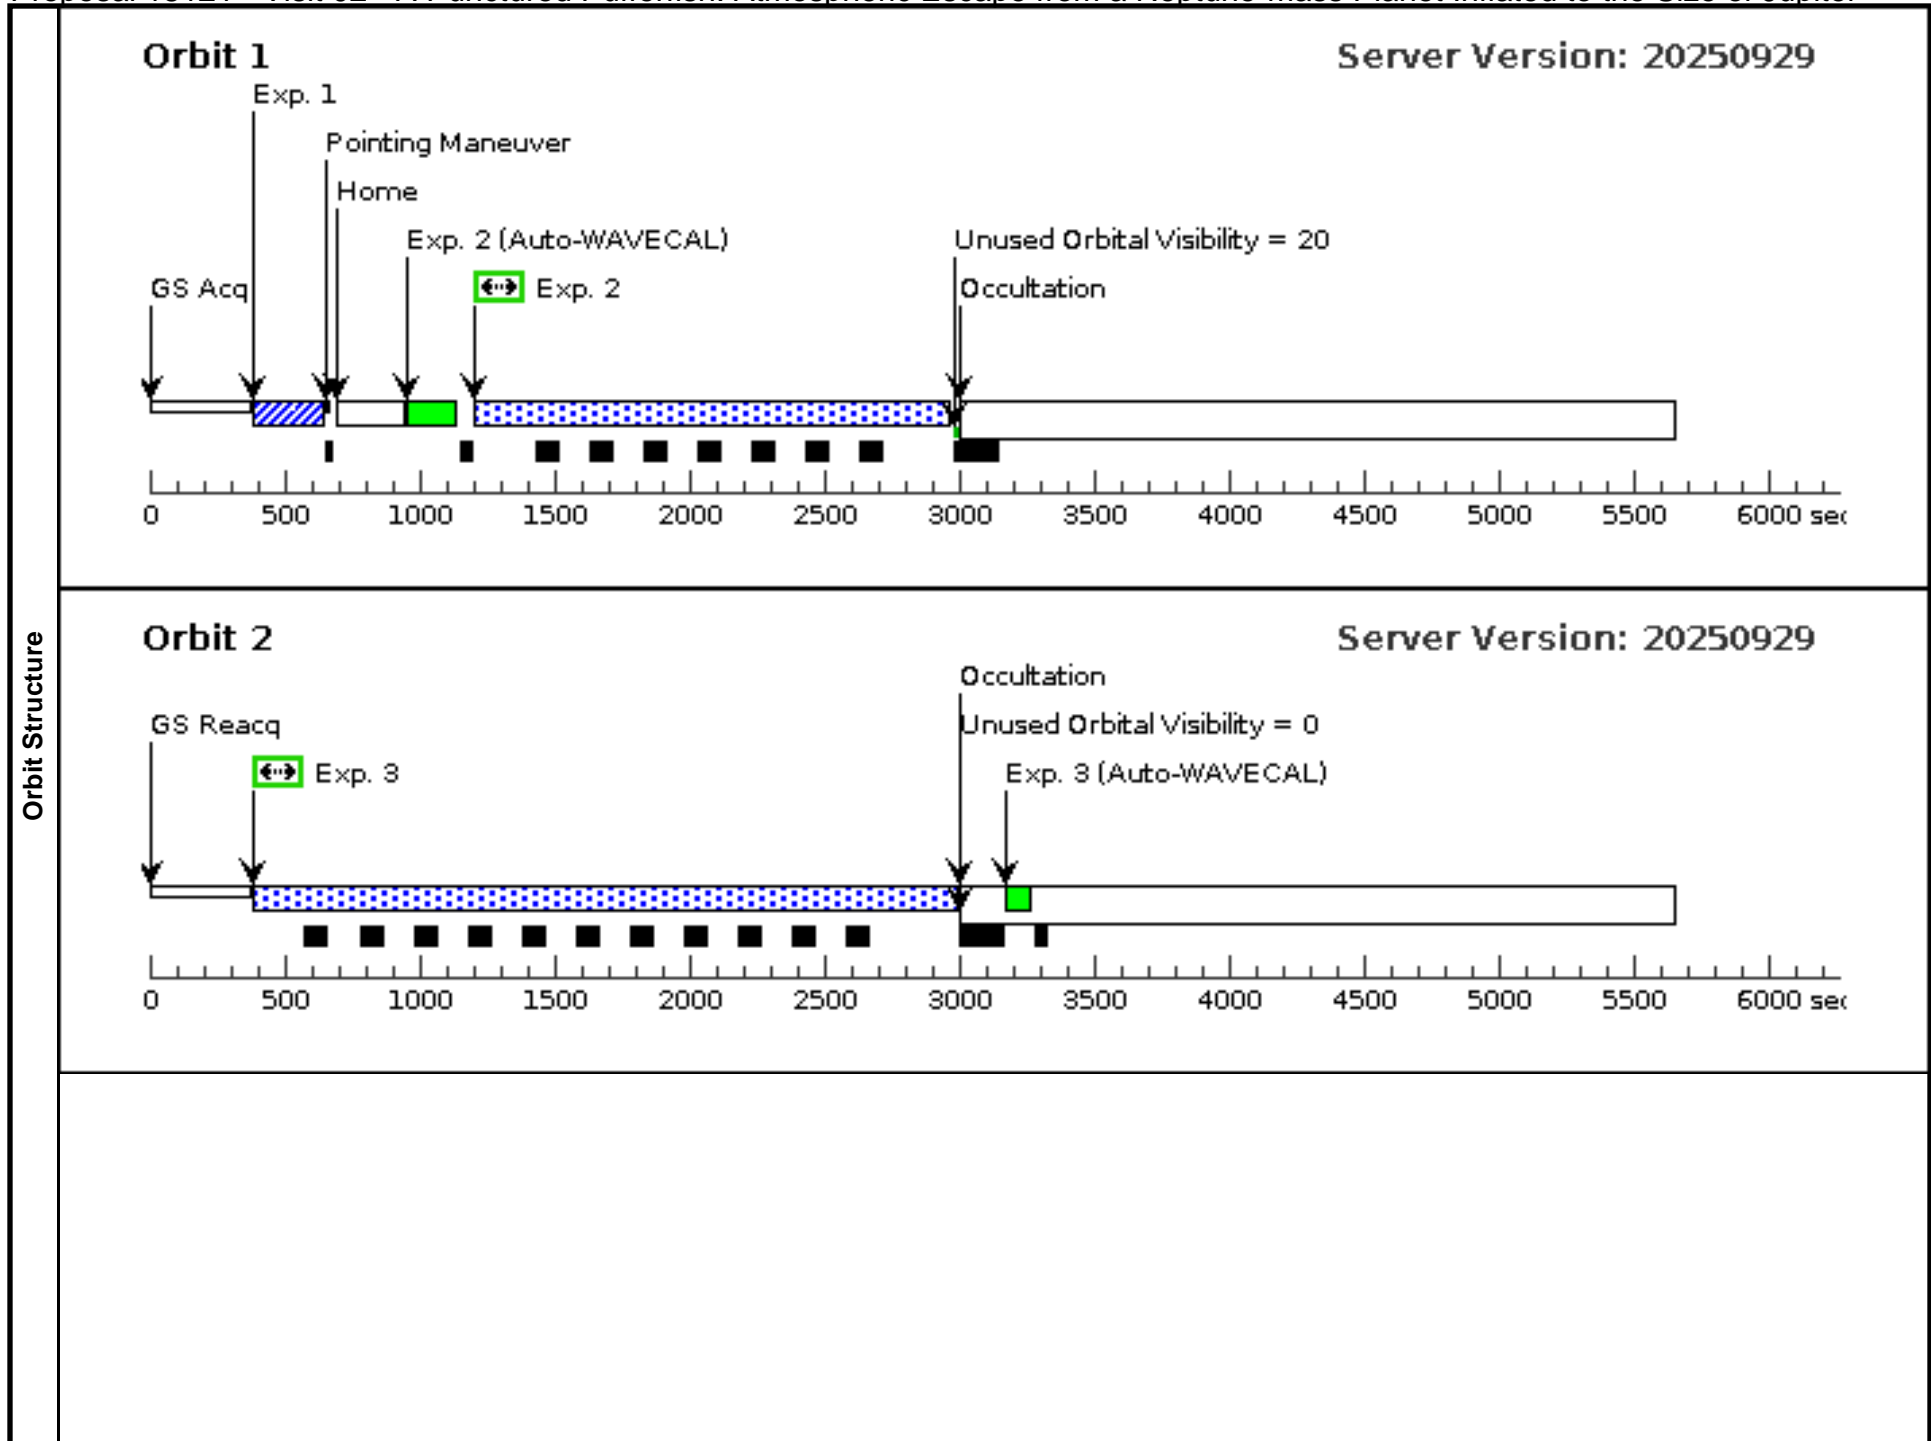 Orbit Structure
Orbit 1
Server Version: 20250929
Exp. 1
Pointing Maneuver
Home
Exp. 2 (Auto-WAVECAL)
Unused Orbital Visibility = 20
GS Acq
Exp. 2
Occultation
0 500 1000 1500 2000 2500 3000 3500 4000 4500 5000 5500 6000
Orbit 2
Server Version: 20250929
Occultation
GS Reacq
Unused Orbital Visibility = 0
Exp. 3
Exp. 3 (Auto-WAVECAL)
0 500 1000 1500 2000 2500 3000 3500 4000 4500 5000 5500 6000